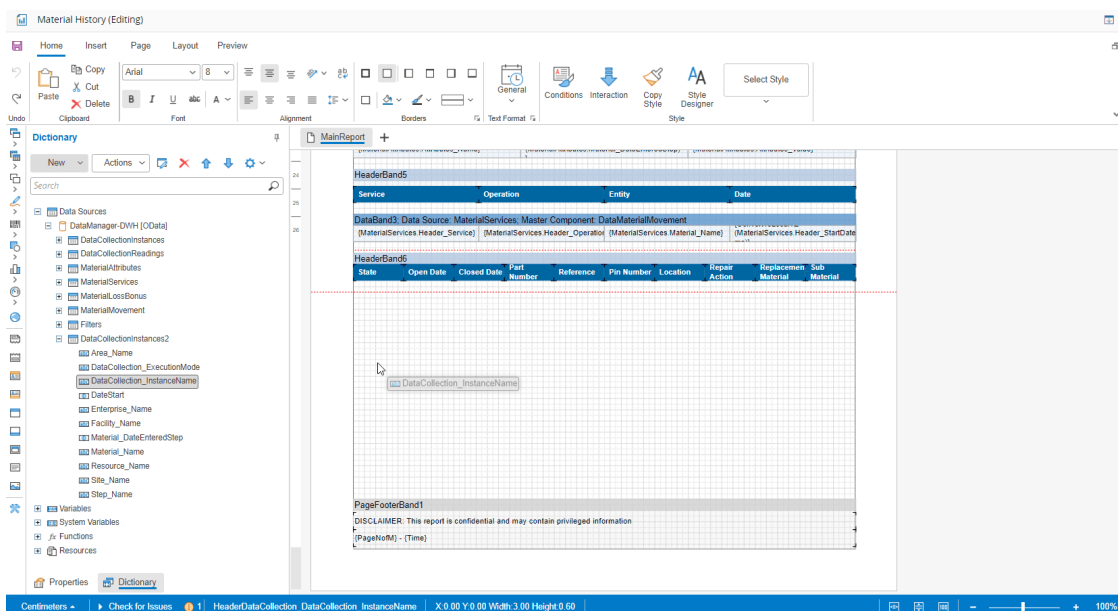 Material History (Editing)
Home Insert Page Layout Preview
Paste
Copy
Cut
Delete
Arial 8
B I U abc A
General
Conditions Interaction Copy Style Style Designer
Select Style
Undo Clipboard Font Alignment Borders Text Format Style
Dictionary
New Actions
Search
Data Sources
DataManager-DWH [OData]
DataCollectionInstances
DataCollectionReadings
MaterialAttributes
MaterialServices
MaterialLossBonus
MaterialMovement
Filters
DataCollectionInstances2
Area_Name
DataCollection_ExecutionMode
DataCollection_InstanceName
DateStart
Enterprise_Name
Facility_Name
Material_DateEnteredStep
Material_Name
Resource_Name
Site_Name
Step_Name
Variables
System Variables
fx Functions
Resources
Properties Dictionary
MainReport
24
25
26
HeaderBand5
Service Operation Entity Date
DataBand3; Data Source: MaterialServices; Master Component: DataMaterialMovement
{MaterialServices.Header_Service} {MaterialServices.Header_Operation {MaterialServices.Material_Name} {MaterialServices.Header_StartDate
HeaderBand6
State Open Date Closed Date Part Number Reference Pin Number Location Repair Action Replacemen Material Sub Material
DataCollection_InstanceName
PageFooterBand1
DISCLAIMER: This report is confidential and may contain privileged information
{PageNofM} - {Time}
Centimeters Check for Issues 1 HeaderDataCollection_DataCollection_InstanceName X:0.00 Y:0.00 Width:3.00 Height:0.60 100%